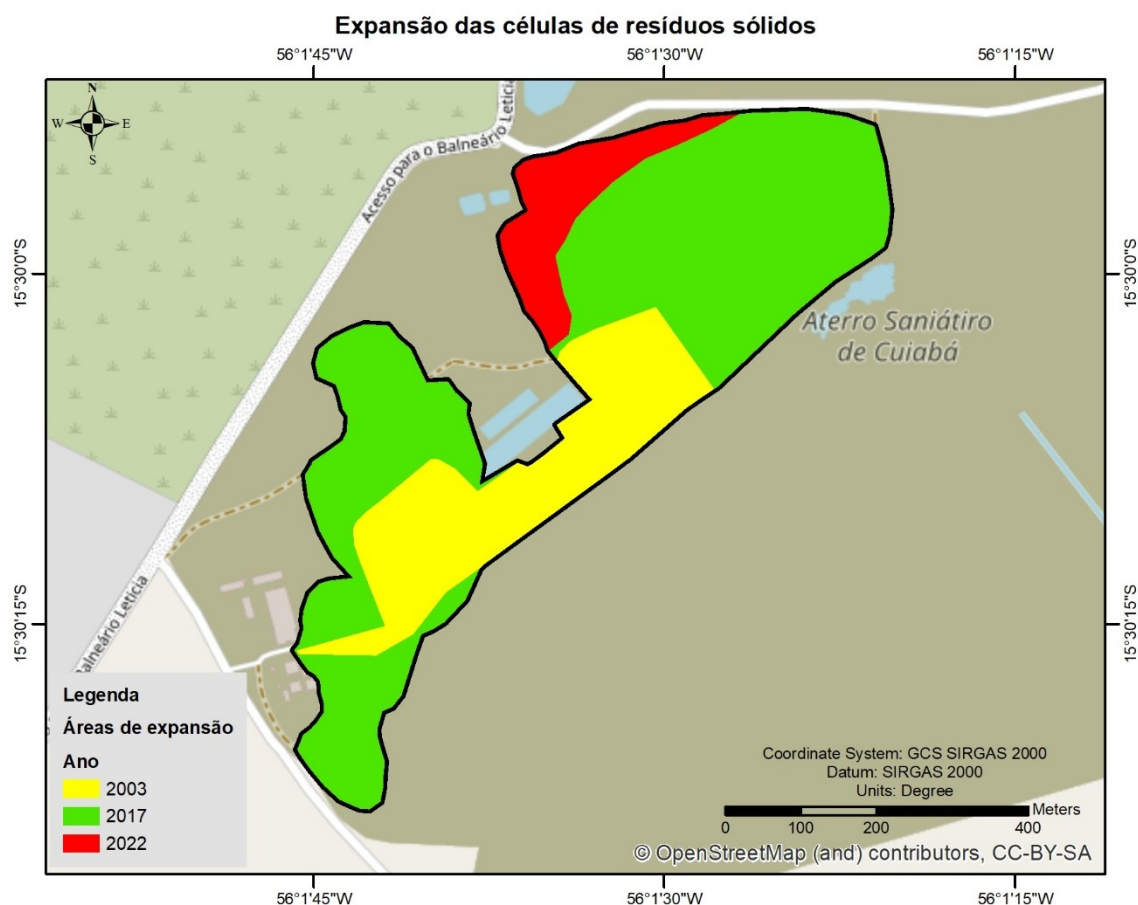 Expansão das células de resíduos sólidos
56°1'45"W
56°1'30"W
56°1'15"W
N
W E
S
Acesso para o Balneário Letícia
15°30'0"S
15°30'0"S
Aterro Saniátiro
de Cuiabá
15°30'15"S
15°30'15"S
Balneário Letícia
Legenda
Áreas de expansão
Ano
2003
2017
2022
Coordinate System: GCS SIRGAS 2000
Datum: SIRGAS 2000
Units: Degree
Meters
0 100 200 400
© OpenStreetMap (and) contributors, CC-BY-SA
56°1'45"W
56°1'30"W
56°1'15"W